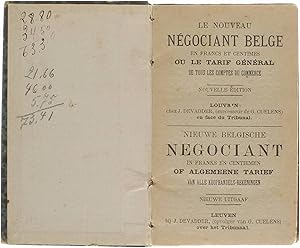 28.80
34.50
633
21.66
46.00
5.75
73.41
LE NOUVEAU
NÉGOCIANT BELGE
EN FRANCS ET CENTIMES
OU LE TARIF GÉNÉRAL
DE TOUS LES COMPTES DU COMMERCE
NOUVELLE ÉDITION
LOUVAIN:
chez J. DEVADDER, (successeur de G. CUELENS)
en face du Tribunal.
NIEUWE BELGISCHE
NEGOCIANT
IN FRANKS EN CENTIEMEN
OF ALGEMEENE TARIEF
VAN ALLE KOOPHANDELS-REKENINGEN
NIEUWE UITGAAF
LEUVEN
bij J. DEVADDER, (opvolger van G. CUELENS)
over het Tribunaal.